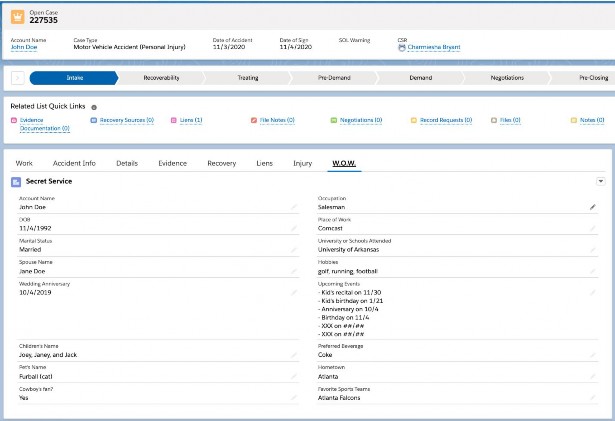 Open Case
227535
Account Name Case Type Date of Accident Date of Sign SOL Warning CSR
John Doe Motor Vehicle Accident (Personal Injury) 11/3/2020 11/4/2020 Charmiesha Bryant
Intake Recoverability Treating Pre-Demand Demand Negotiations Pre-Closing
Related List Quick Links
Evidence Documentation (0) Recovery Sources (0) Liens (1) File Notes (0) Negotiations (0) Record Requests (0) Files (0) Notes (0)
Work Accident Info Details Evidence Recovery Liens Injury W.O.W.
Secret Service
Account Name Occupation
John Doe Salesman
DOB Place of Work
11/4/1992 Comcast
Marital Status University or Schools Attended
Married University of Arkansas
Spouse Name Hobbies
Jane Doe golf, running, football
Wedding Anniversary Upcoming Events
10/4/2019 - Kid's recital on 11/30
- Kid's birthday on 1/21
- Anniversary on 10/4
- Birthday on 11/4
- XXX on ##/##
- XXX on ##/##
Children's Name Preferred Beverage
Joey, Janey, and Jack Coke
Pet's Name Hometown
Furball (cat) Atlanta
Cowboy's fan? Favorite Sports Teams
Yes Atlanta Falcons